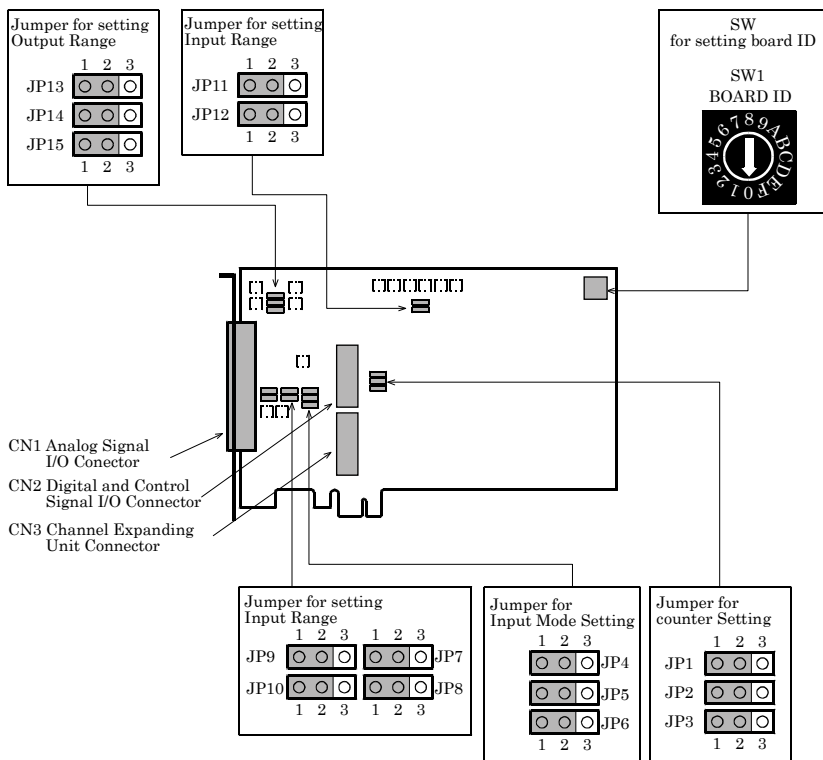 Jumper for setting
Output Range
1 2 3
JP13
JP14
JP15
1 2 3
Jumper for setting
Input Range
1 2 3
JP11
JP12
1 2 3
SW
for setting board ID
SW1
BOARD ID
0123456789ABCDEF
CN1 Analog Signal
I/O Conector
CN2 Digital and Control
Signal I/O Connector
CN3 Channel Expanding
Unit Connector
Jumper for setting
Input Range
1 2 3 1 2 3
JP9 JP7
JP10 JP8
1 2 3 1 2 3
Jumper for
Input Mode Setting
1 2 3
JP4
JP5
JP6
1 2 3
Jumper for
counter Setting
1 2 3
JP1
JP2
JP3
1 2 3